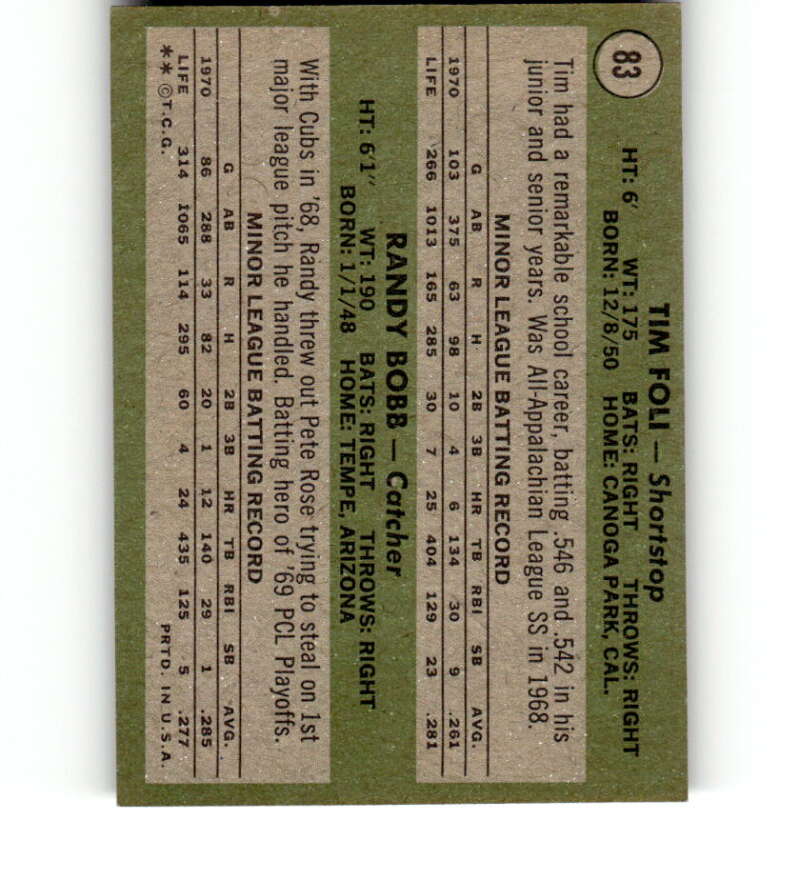 83
TIM FOLI — Shortstop
HT: 6' WT: 175 BATS: RIGHT THROWS: RIGHT
BORN: 12/8/50 HOME: CANOGA PARK, CAL.
Tim had a remarkable school career, batting .546 and .542 in his
junior and senior years. Was All-Appalachian League SS in 1968.
MINOR LEAGUE BATTING RECORD
G AB R H 2B 3B HR TB RBI SB AVG.
1970 103 375 63 98 10 4 6 134 30 9 .261
LIFE 266 1013 165 285 30 7 25 404 129 23 .281
RANDY BOBB — Catcher
HT: 6'1" WT: 190 BATS: RIGHT THROWS: RIGHT
BORN: 1/1/48 HOME: TEMPE, ARIZONA
With Cubs in '68, Randy threw out Pete Rose trying to steal on 1st
major league pitch he handled. Batting hero of '69 PCL Playoffs.
MINOR LEAGUE BATTING RECORD
G AB R H 2B 3B HR TB RBI SB AVG.
1970 86 288 33 82 20 1 12 140 29 1 .285
LIFE 314 1065 114 295 60 4 24 435 125 5 .277
** © T.C.G. PRTD. IN U.S.A.